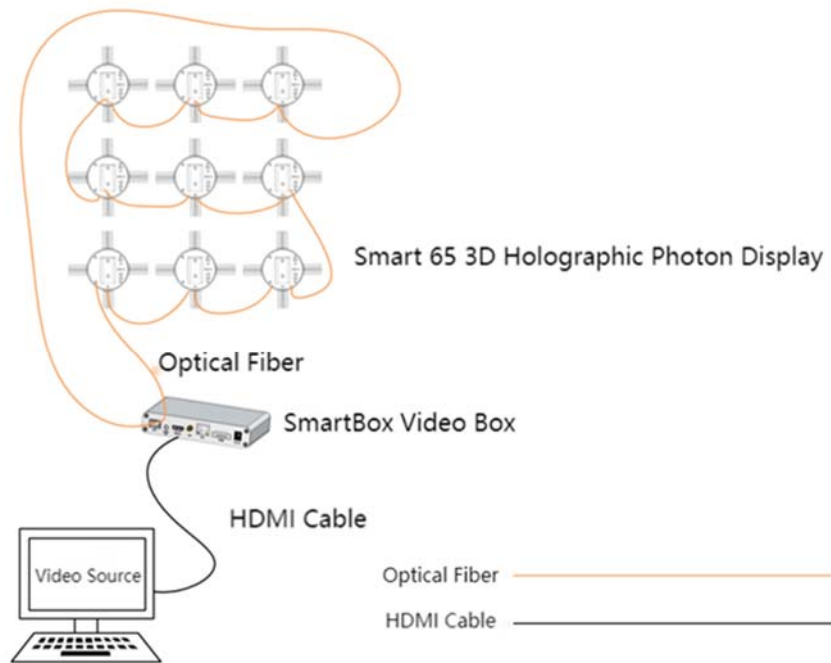 Smart 65 3D Holographic Photon Display
Optical Fiber
SmartBox Video Box
HDMI Cable
Video Source
Optical Fiber
HDMI Cable